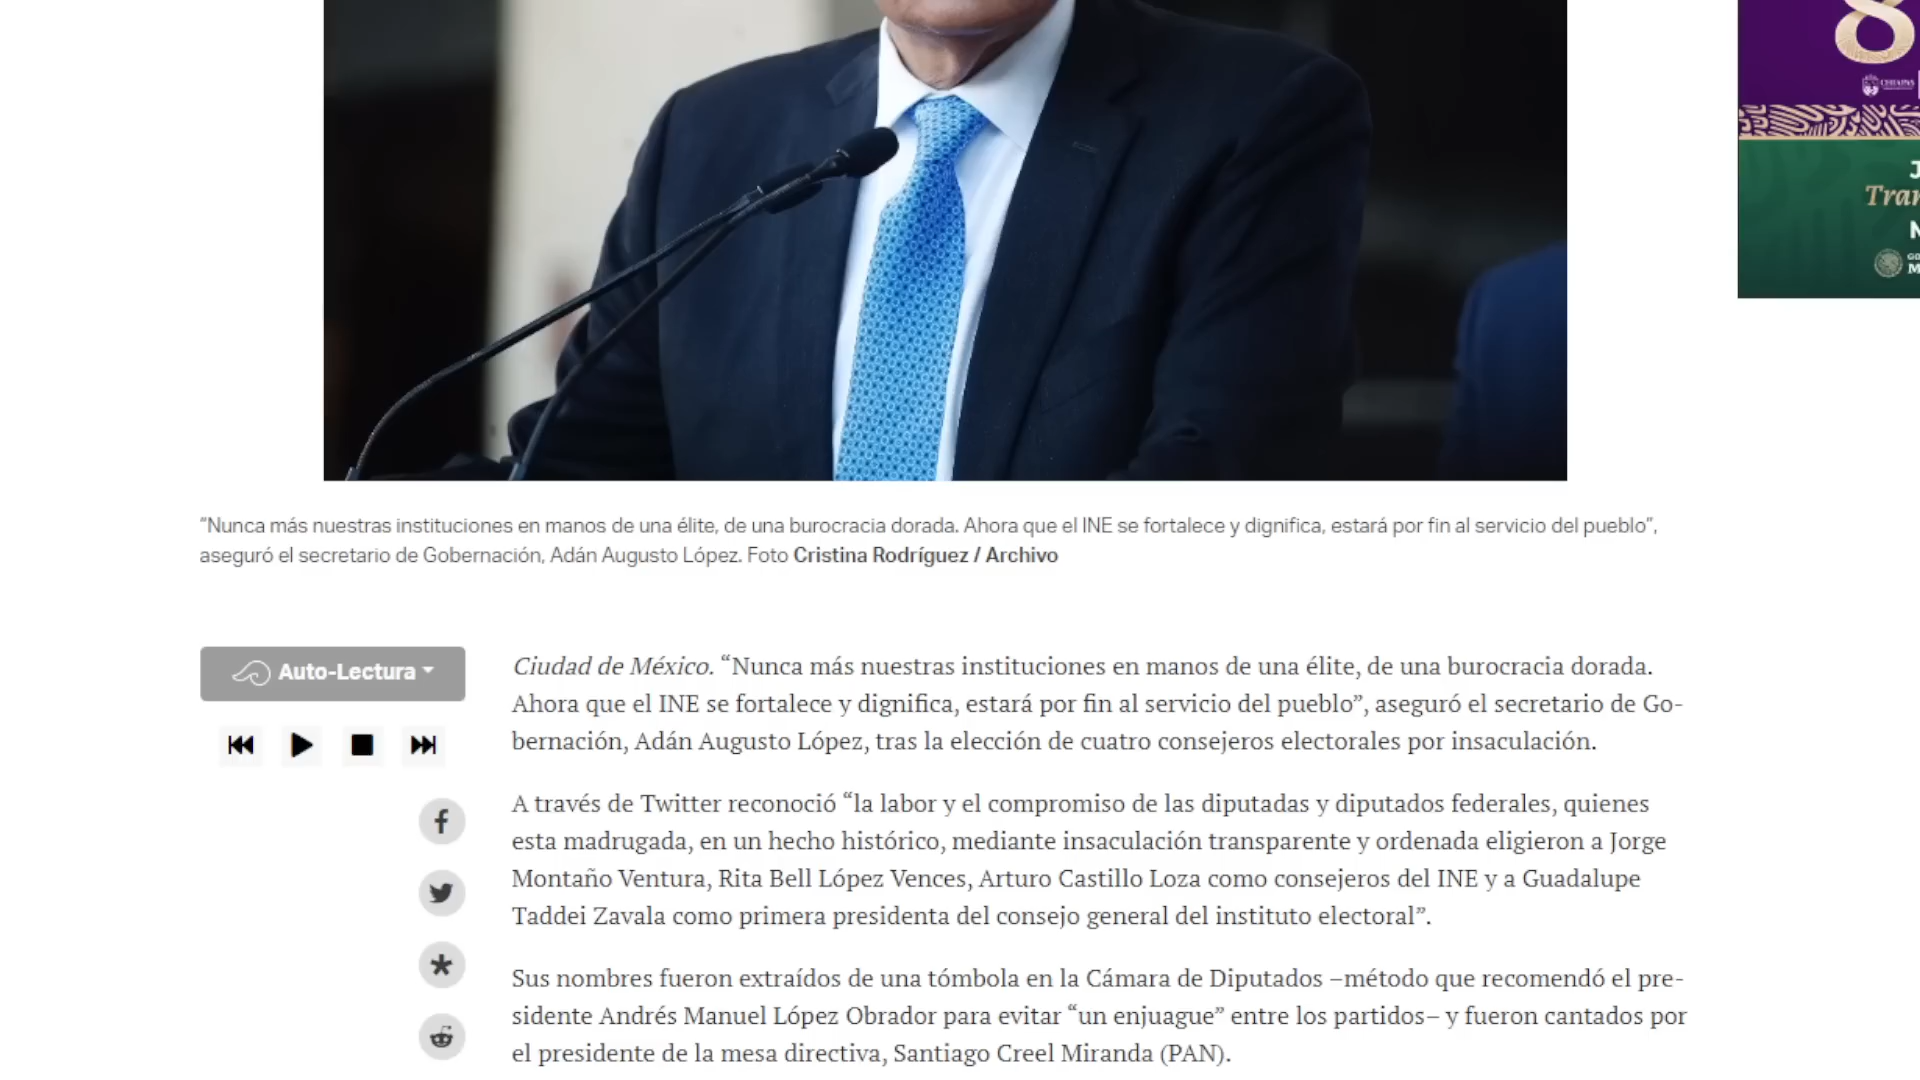 8
CHIAPAS
"Nunca más nuestras instituciones en manos de una élite, de una burocracia dorada. Ahora que el INE se fortalece y dignifica, estará por fin al servicio del pueblo",
aseguró el secretario de Gobernación, Adán Augusto López. Foto Cristina Rodríguez / Archivo
Auto-Lectura
Ciudad de México. “Nunca más nuestras instituciones en manos de una élite, de una burocracia dorada.
Ahora que el INE se fortalece y dignifica, estará por fin al servicio del pueblo”, aseguró el secretario de Go-
bernación, Adán Augusto López, tras la elección de cuatro consejeros electorales por insaculación.
A través de Twitter reconoció “la labor y el compromiso de las diputadas y diputados federales, quienes
esta madrugada, en un hecho histórico, mediante insaculación transparente y ordenada eligieron a Jorge
Montaño Ventura, Rita Bell López Vences, Arturo Castillo Loza como consejeros del INE y a Guadalupe
Taddei Zavala como primera presidenta del consejo general del instituto electoral”.
Sus nombres fueron extraídos de una tómbola en la Cámara de Diputados –método que recomendó el pre-
sidente Andrés Manuel López Obrador para evitar “un enjuague” entre los partidos– y fueron cantados por
el presidente de la mesa directiva, Santiago Creel Miranda (PAN).